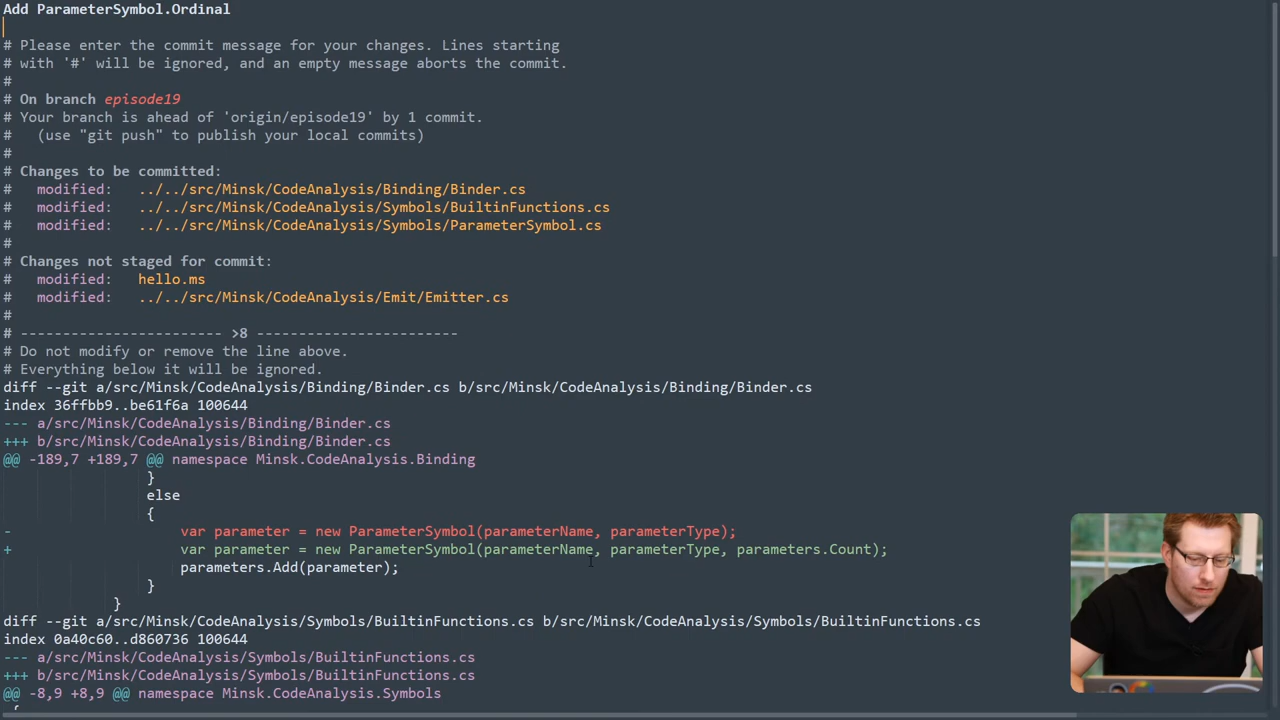 Add ParameterSymbol.Ordinal
# Please enter the commit message for your changes. Lines starting
# with '#' will be ignored, and an empty message aborts the commit.
#
# On branch episode19
# Your branch is ahead of 'origin/episode19' by 1 commit.
#   (use "git push" to publish your local commits)
#
# Changes to be committed:
#   modified:   ../../src/Minsk/CodeAnalysis/Binding/Binder.cs
#   modified:   ../../src/Minsk/CodeAnalysis/Symbols/BuiltinFunctions.cs
#   modified:   ../../src/Minsk/CodeAnalysis/Symbols/ParameterSymbol.cs
#
# Changes not staged for commit:
#   modified:   hello.ms
#   modified:   ../../src/Minsk/CodeAnalysis/Emit/Emitter.cs
#
# ------------------------ >8 ------------------------
# Do not modify or remove the line above.
# Everything below it will be ignored.
diff --git a/src/Minsk/CodeAnalysis/Binding/Binder.cs b/src/Minsk/CodeAnalysis/Binding/Binder.cs
index 36ffbb9..be61f6a 100644
--- a/src/Minsk/CodeAnalysis/Binding/Binder.cs
+++ b/src/Minsk/CodeAnalysis/Binding/Binder.cs
@@ -189,7 +189,7 @@ namespace Minsk.CodeAnalysis.Binding
                 }
                 else
                 {
-                    var parameter = new ParameterSymbol(parameterName, parameterType);
+                    var parameter = new ParameterSymbol(parameterName, parameterType, parameters.Count);
                     parameters.Add(parameter);
                 }
             }
diff --git a/src/Minsk/CodeAnalysis/Symbols/BuiltinFunctions.cs b/src/Minsk/CodeAnalysis/Symbols/BuiltinFunctions.cs
index 0a40c60..d860736 100644
--- a/src/Minsk/CodeAnalysis/Symbols/BuiltinFunctions.cs
+++ b/src/Minsk/CodeAnalysis/Symbols/BuiltinFunctions.cs
@@ -8,9 +8,9 @@ namespace Minsk.CodeAnalysis.Symbols
 {